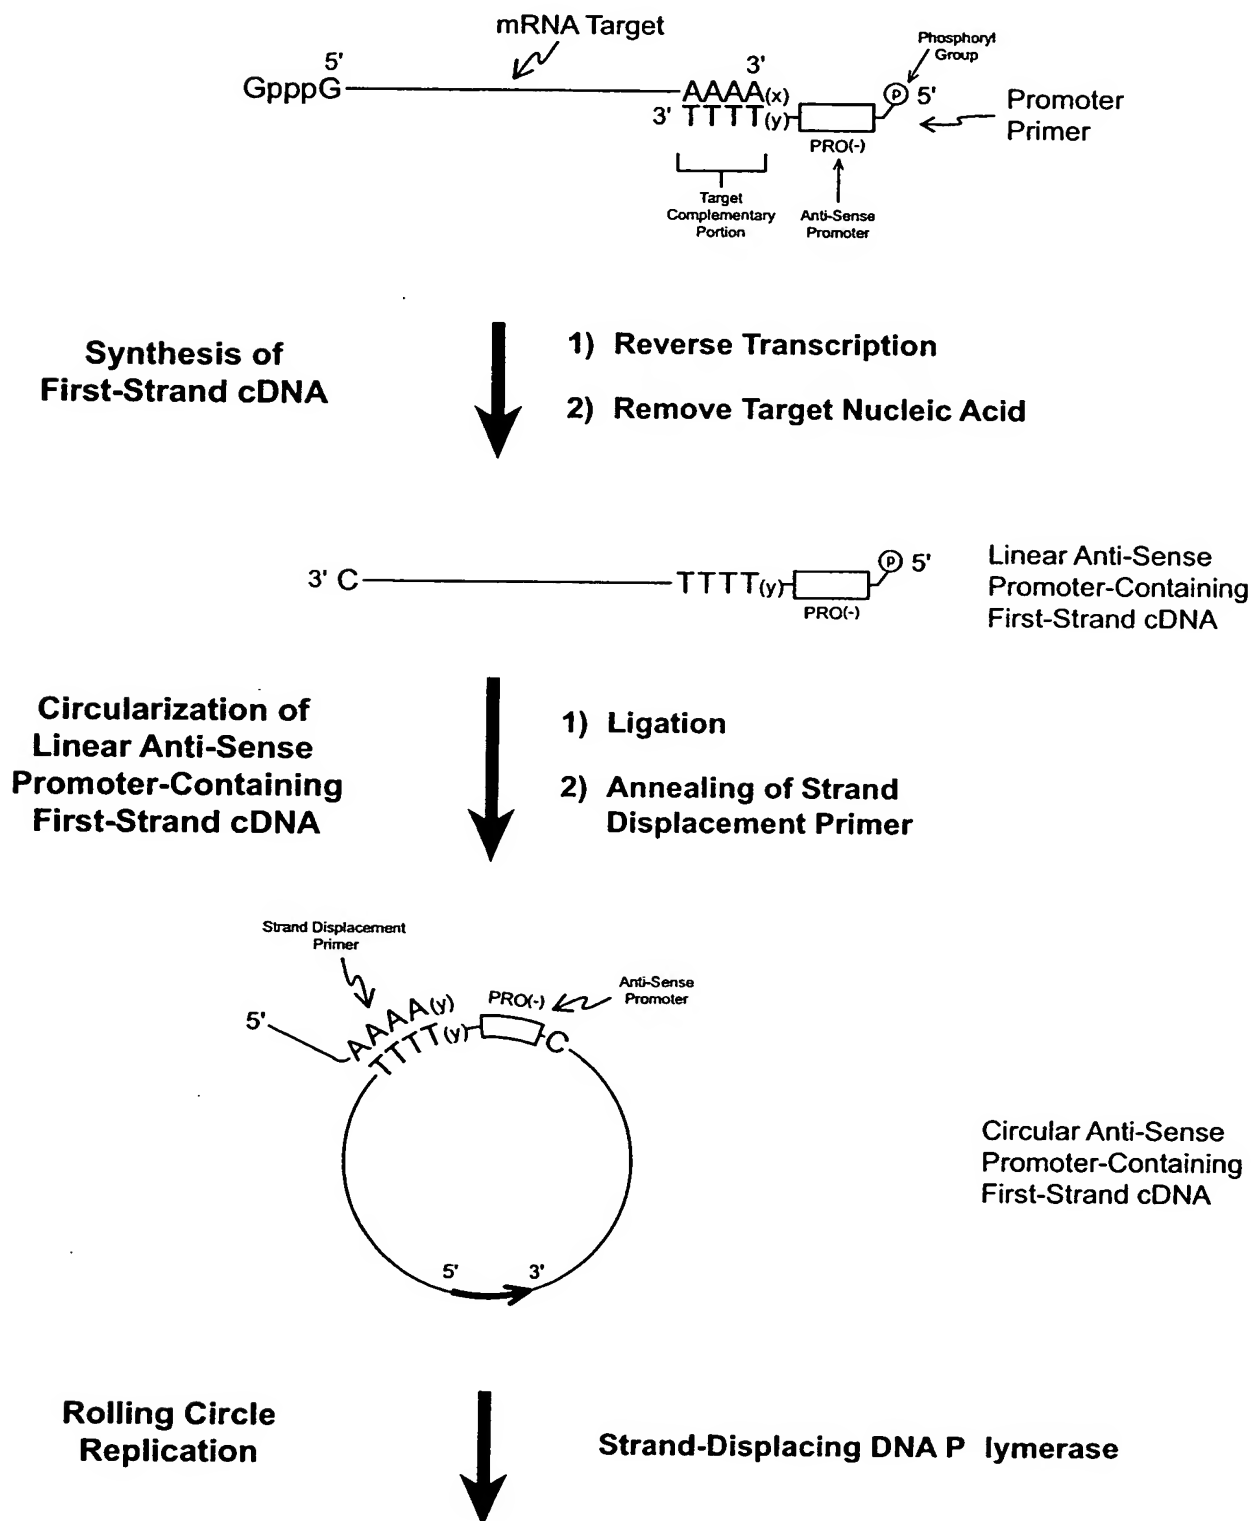 mRNA Target
Phosphoryl
Group
5'
3'
P 5'
GpppG
AAAA(x)
3' TTTT(y)
Promoter
Primer
PRO(-)
Target
Complementary
Portion
Anti-Sense
Promoter
Synthesis of
First-Strand cDNA
1) Reverse Transcription
2) Remove Target Nucleic Acid
3' C
TTTT(y)
PRO(-)
P 5'
Linear Anti-Sense
Promoter-Containing
First-Strand cDNA
Circularization of
Linear Anti-Sense
Promoter-Containing
First-Strand cDNA
1) Ligation
2) Annealing of Strand
Displacement Primer
Strand Displacement
Primer
Anti-Sense
Promoter
5'
AAAA(y)
TTTT(y)
PRO(-)
C
Circular Anti-Sense
Promoter-Containing
First-Strand cDNA
5' 3'
Rolling Circle
Replication
Strand-Displacing DNA P lymerase